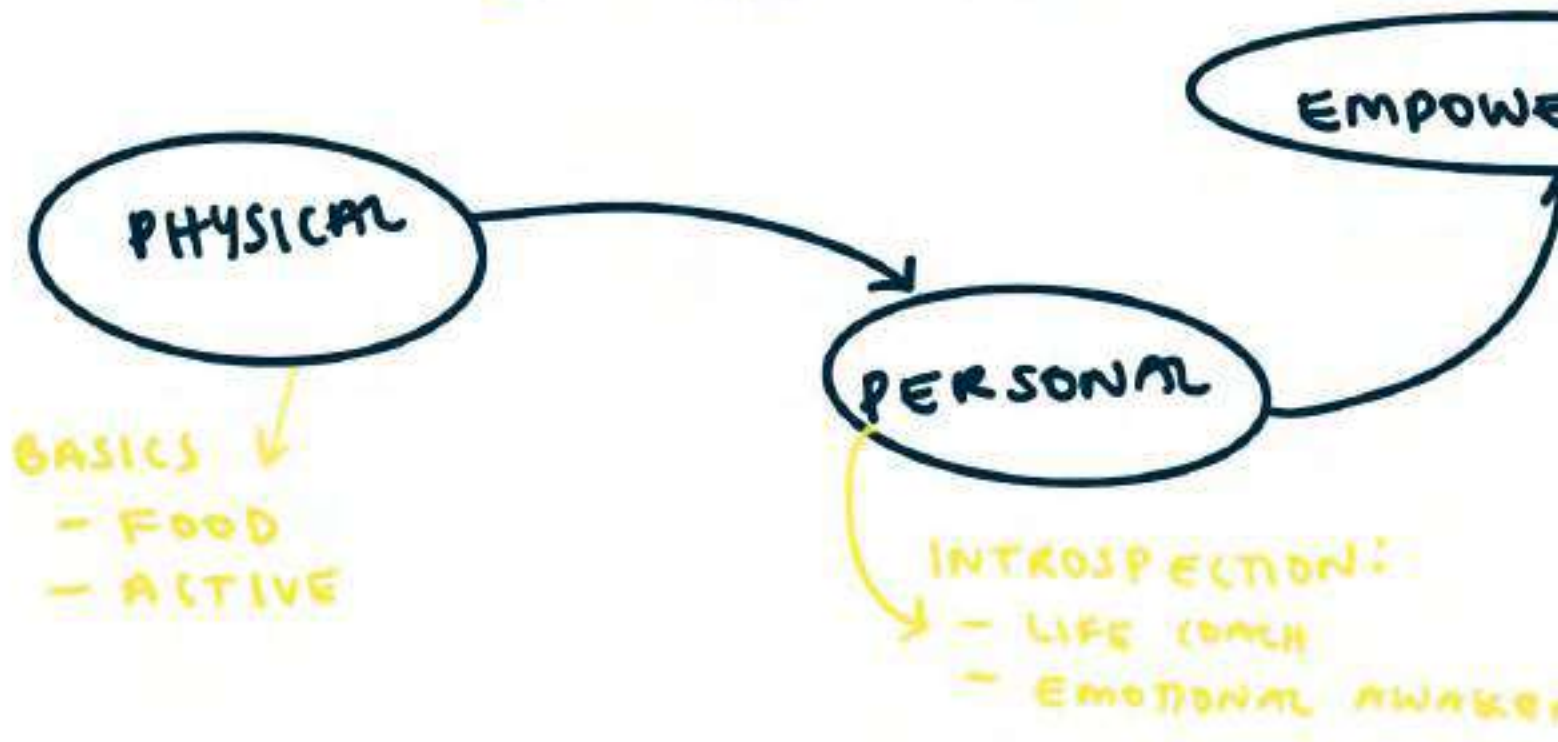 EMPOWE
PHYSICAL
PERSONAL
BASICS
- FOOD
- ACTIVE
INTROSPECTION:
- LIFE COACH
- EMOTIONAL AWAKE